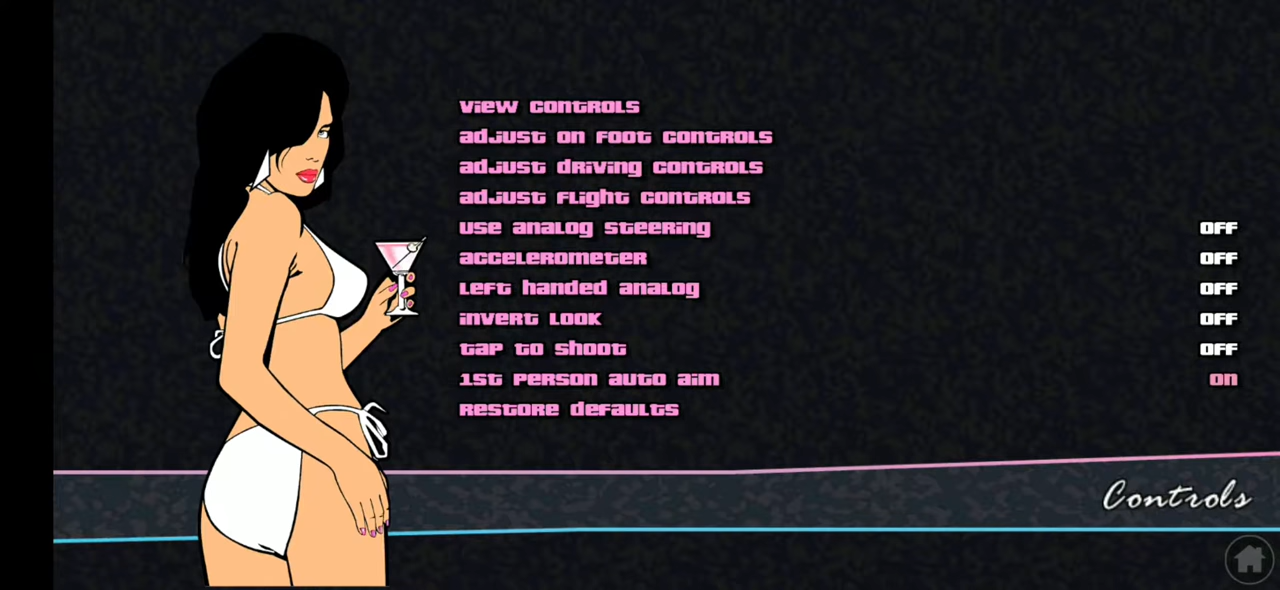 View Controls
Adjust On Foot Controls
Adjust Driving Controls
Adjust Flight Controls
Use Analog Steering OFF
Accelerometer OFF
Left Handed Analog OFF
Invert Look OFF
Tap To Shoot OFF
1st Person Auto Aim ON
Restore Defaults
Controls